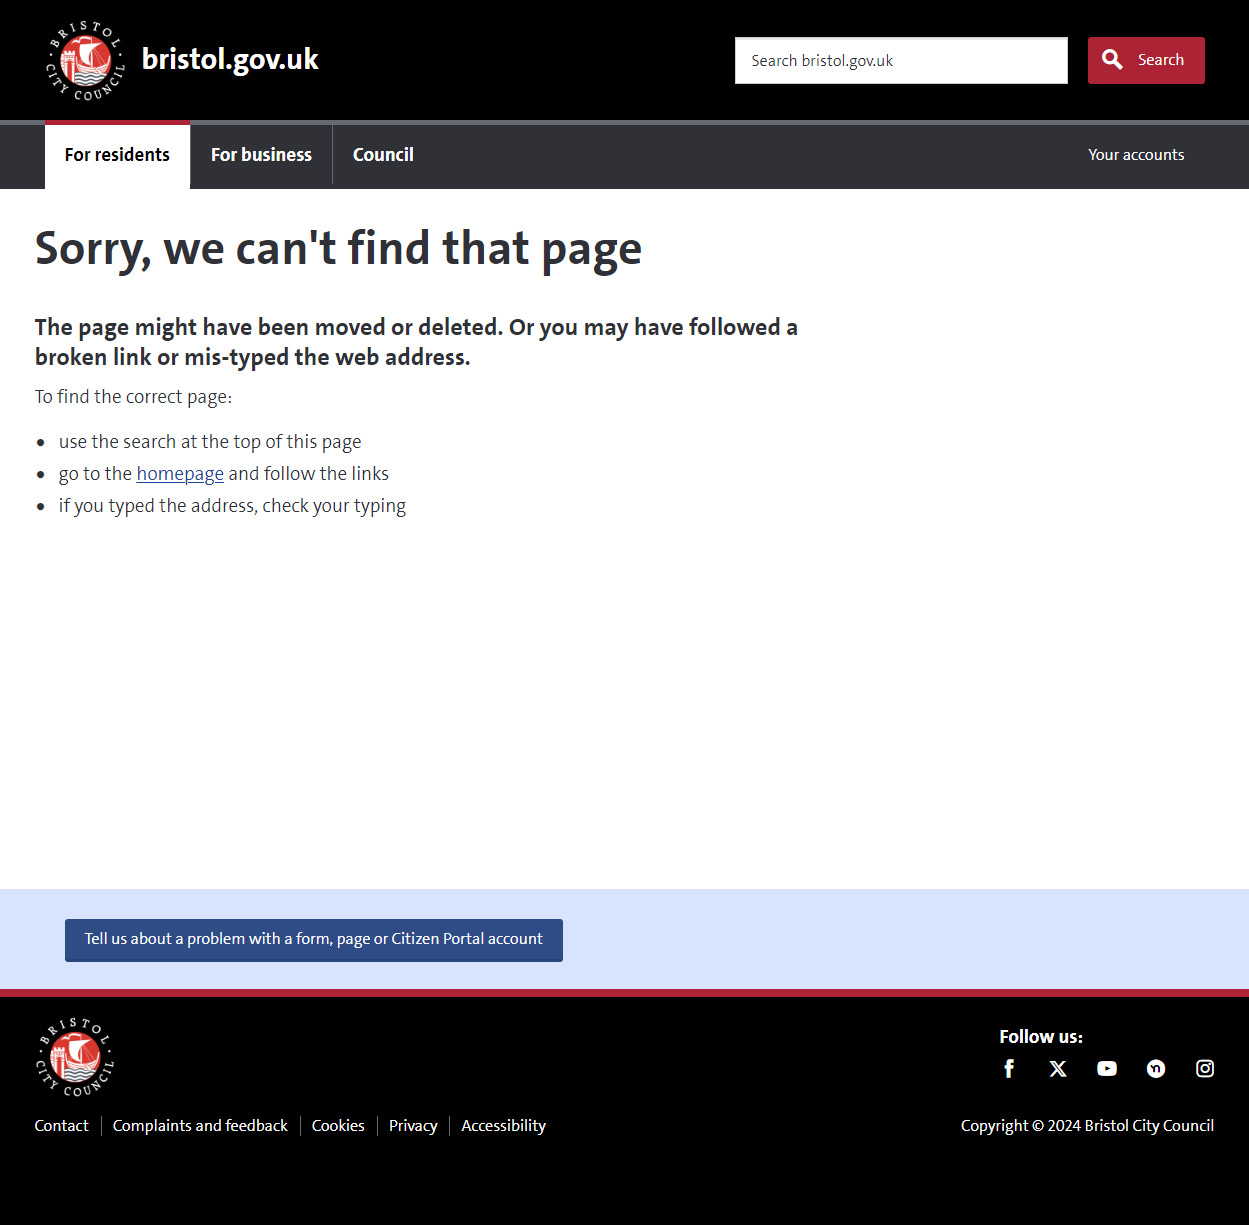 BRISTOL
CITY COUNCIL
bristol.gov.uk
Search bristol.gov.uk
Search
For residents
For business
Council
Your accounts
Sorry, we can't find that page
The page might have been moved or deleted. Or you may have followed a
broken link or mis-typed the web address.
To find the correct page:
use the search at the top of this page
go to the homepage and follow the links
if you typed the address, check your typing
Tell us about a problem with a form, page or Citizen Portal account
BRISTOL
CITY COUNCIL
Follow us:
Contact
Complaints and feedback
Cookies
Privacy
Accessibility
Copyright © 2024 Bristol City Council